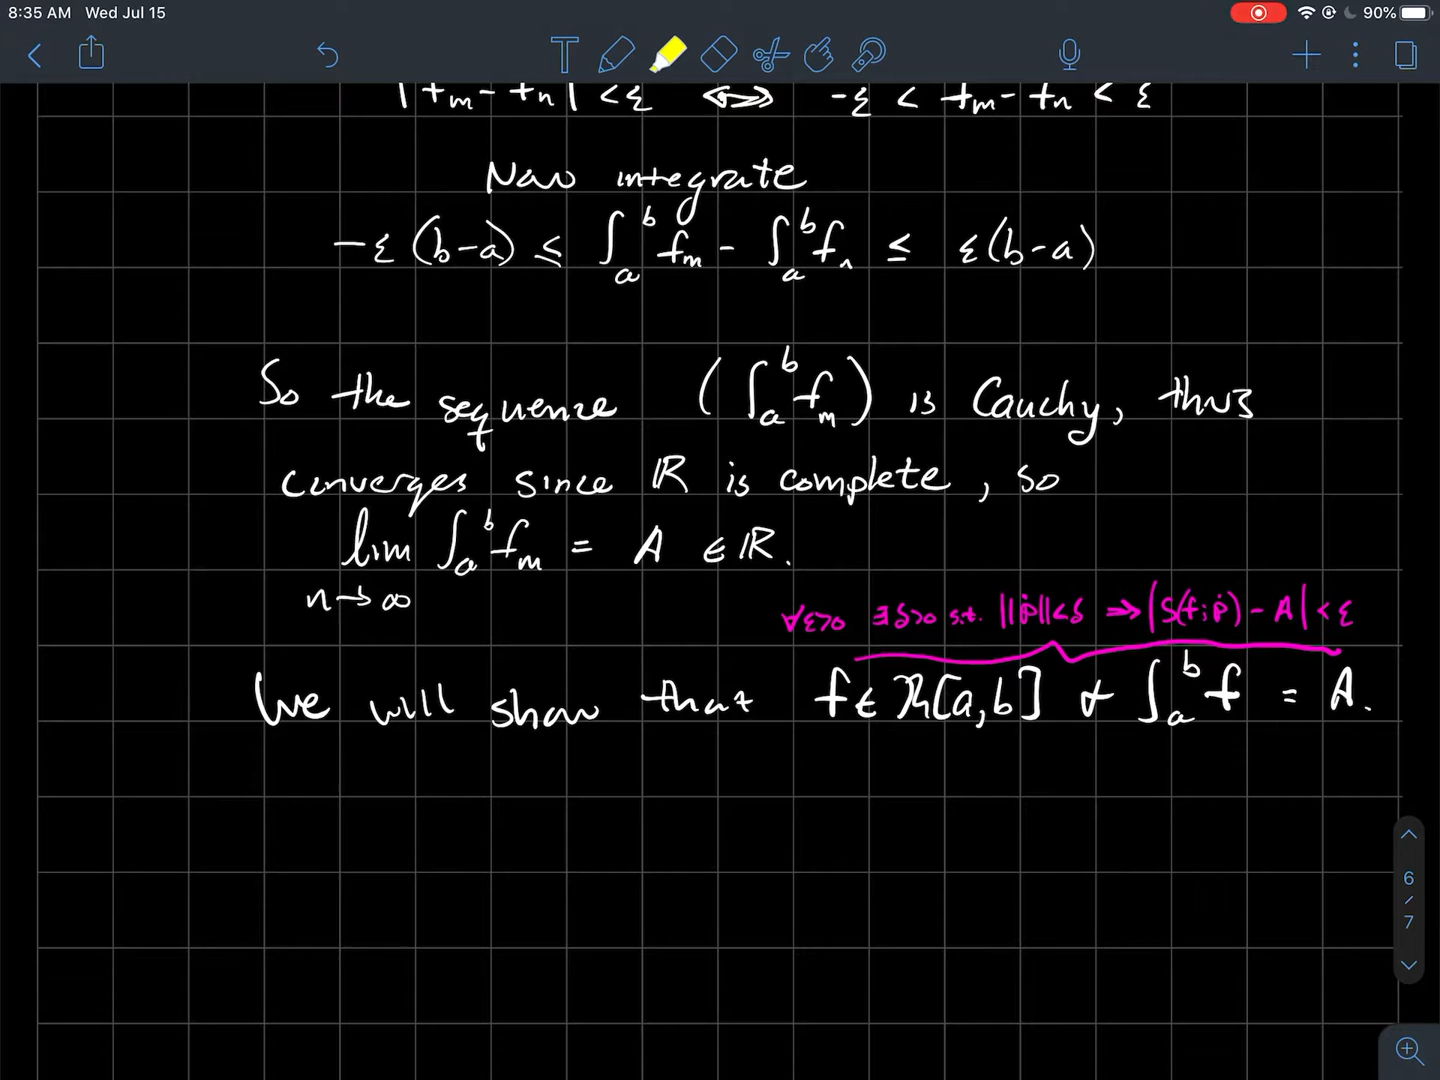 8:35 AM Wed Jul 15
90%
|fm - fn| < ε ⟺ -ε < fm - fn < ε
Now integrate
-ε (b-a) ≤ ∫_a^b fm - ∫_a^b fn ≤ ε(b-a)
So the sequence (∫_a^b fm) is Cauchy, thus
converges since ℝ is complete, so
lim ∫_a^b fm = A ∈ ℝ.
n→∞
∀ε>0 ∃δ>0 s.t. ||Ṗ||<δ ⇒ |S(f;Ṗ) - A| < ε
We will show that f ∈ R[a,b] & ∫_a^b f = A.
6
/
7